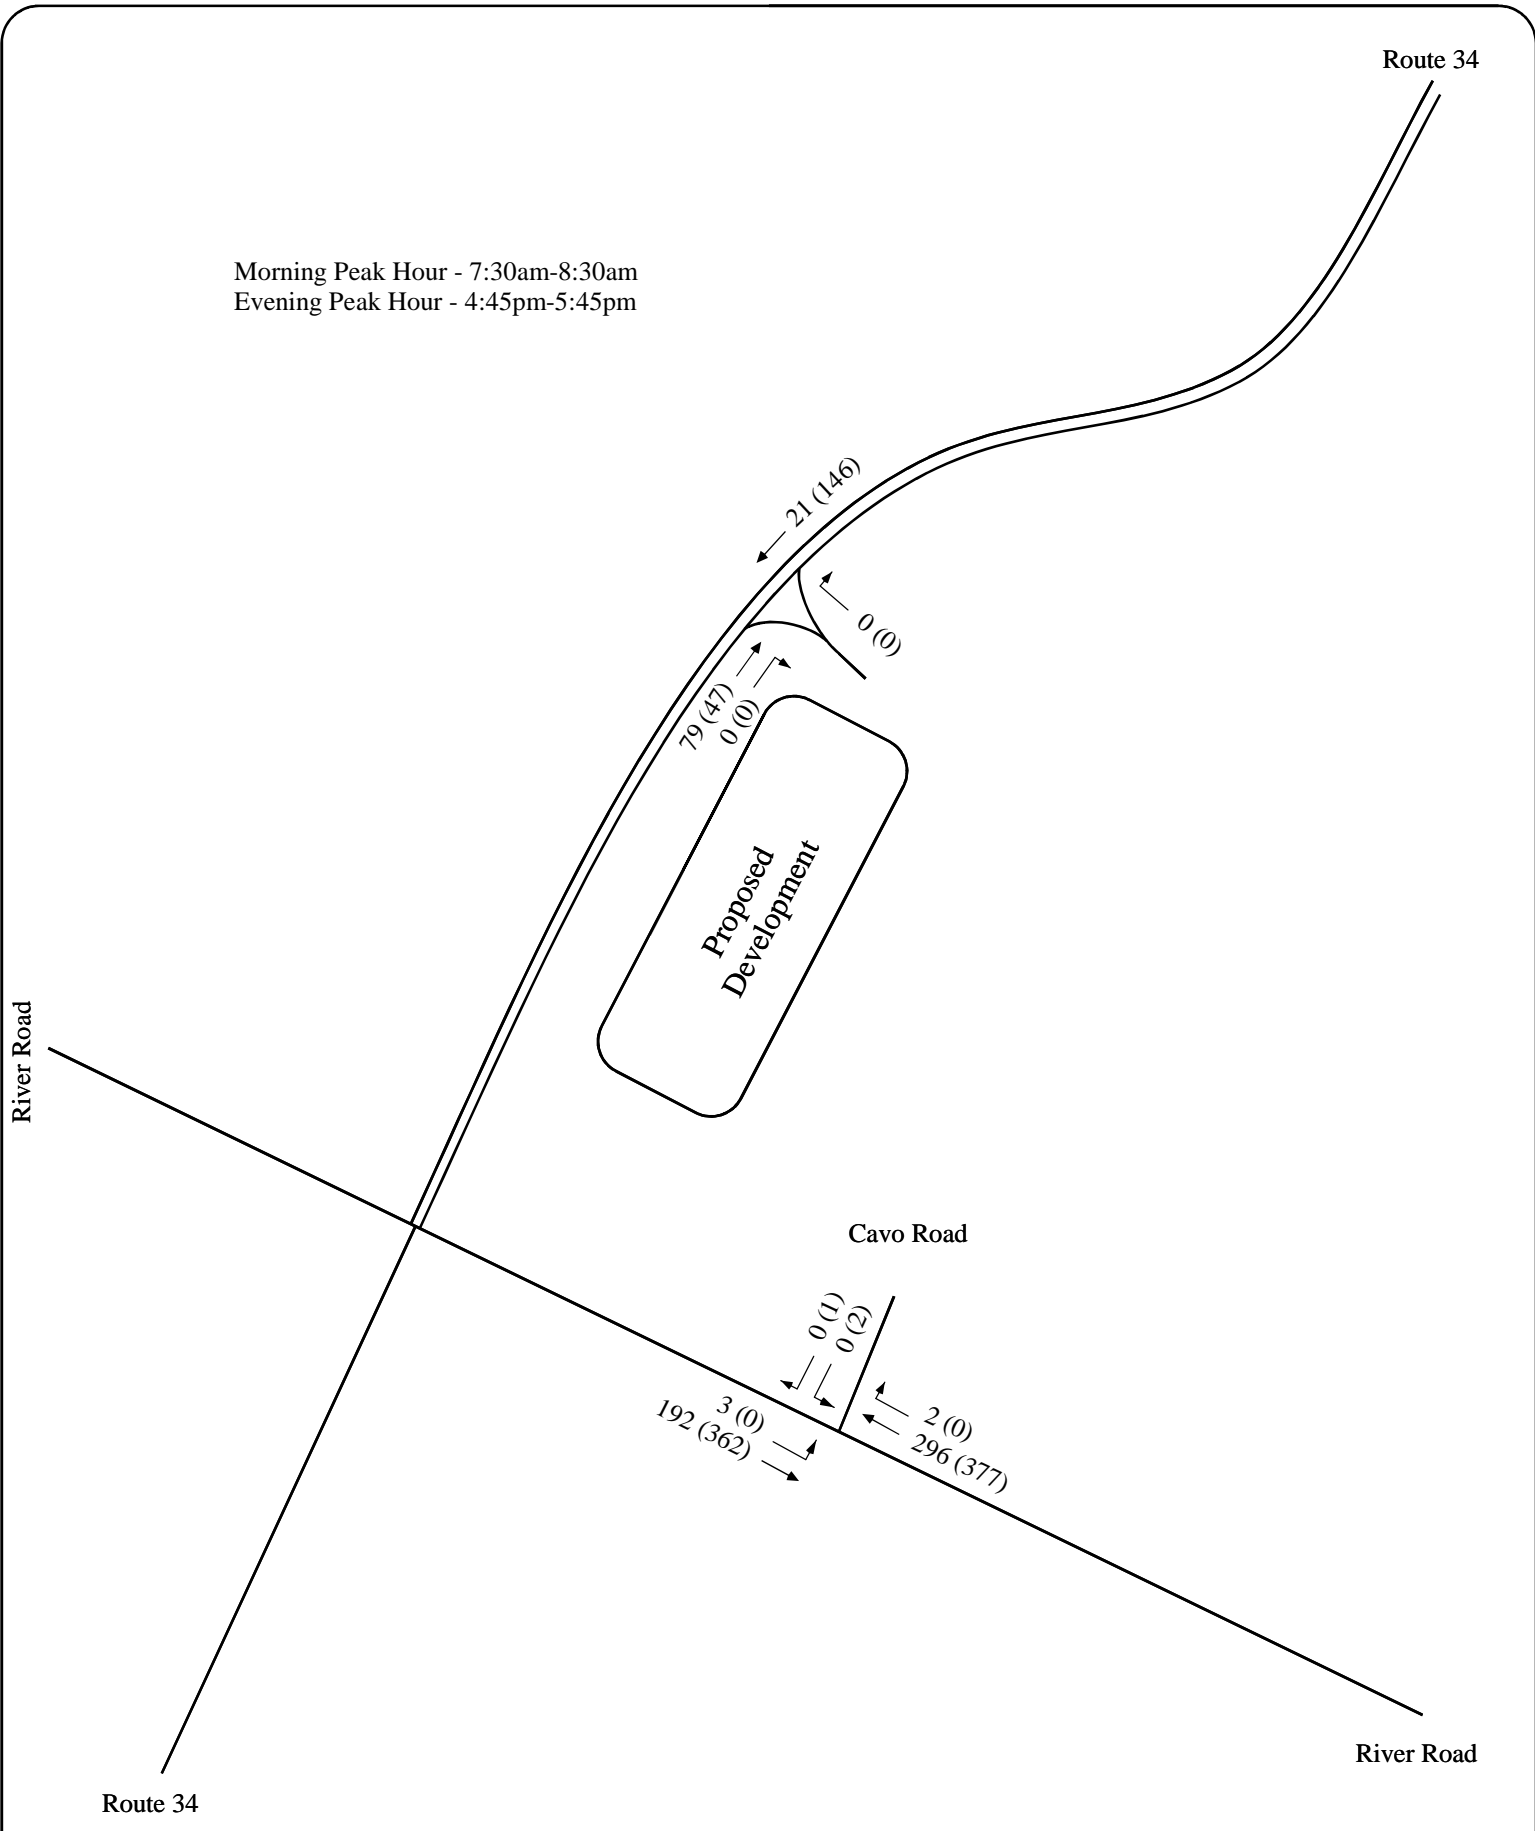 Route 34
Morning Peak Hour - 7:30am-8:30am
Evening Peak Hour - 4:45pm-5:45pm
21 (146)
0 (0)
79 (47)
0 (0)
Proposed
Development
River Road
Cavo Road
0 (1)
0 (2)
3 (0)
192 (362)
2 (0)
296 (377)
River Road
Route 34